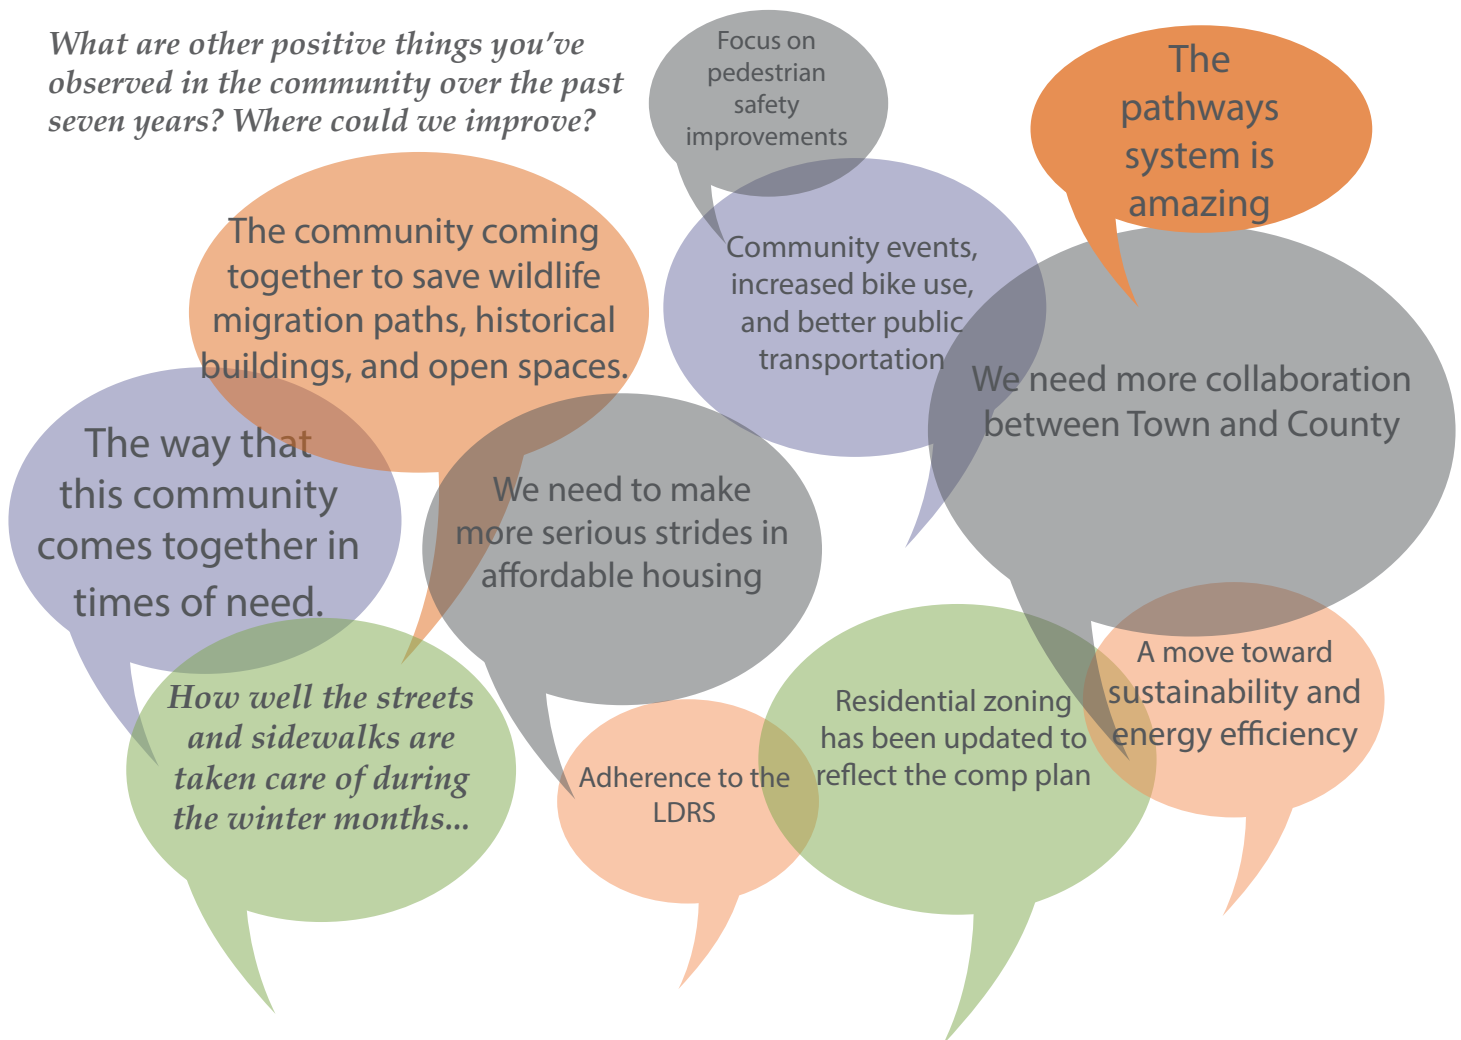 What are other positive things you've
observed in the community over the past
seven years? Where could we improve?
Focus on
pedestrian
safety
improvements
The
pathways
system is
amazing
The community coming
together to save wildlife
migration paths, historical
buildings, and open spaces.
Community events,
increased bike use,
and better public
transportation
We need more collaboration
between Town and County
The way that
this community
comes together in
times of need.
We need to make
more serious strides in
affordable housing
How well the streets
and sidewalks are
taken care of during
the winter months...
Adherence to the
LDRS
Residential zoning
has been updated to
reflect the comp plan
A move toward
sustainability and
energy efficiency